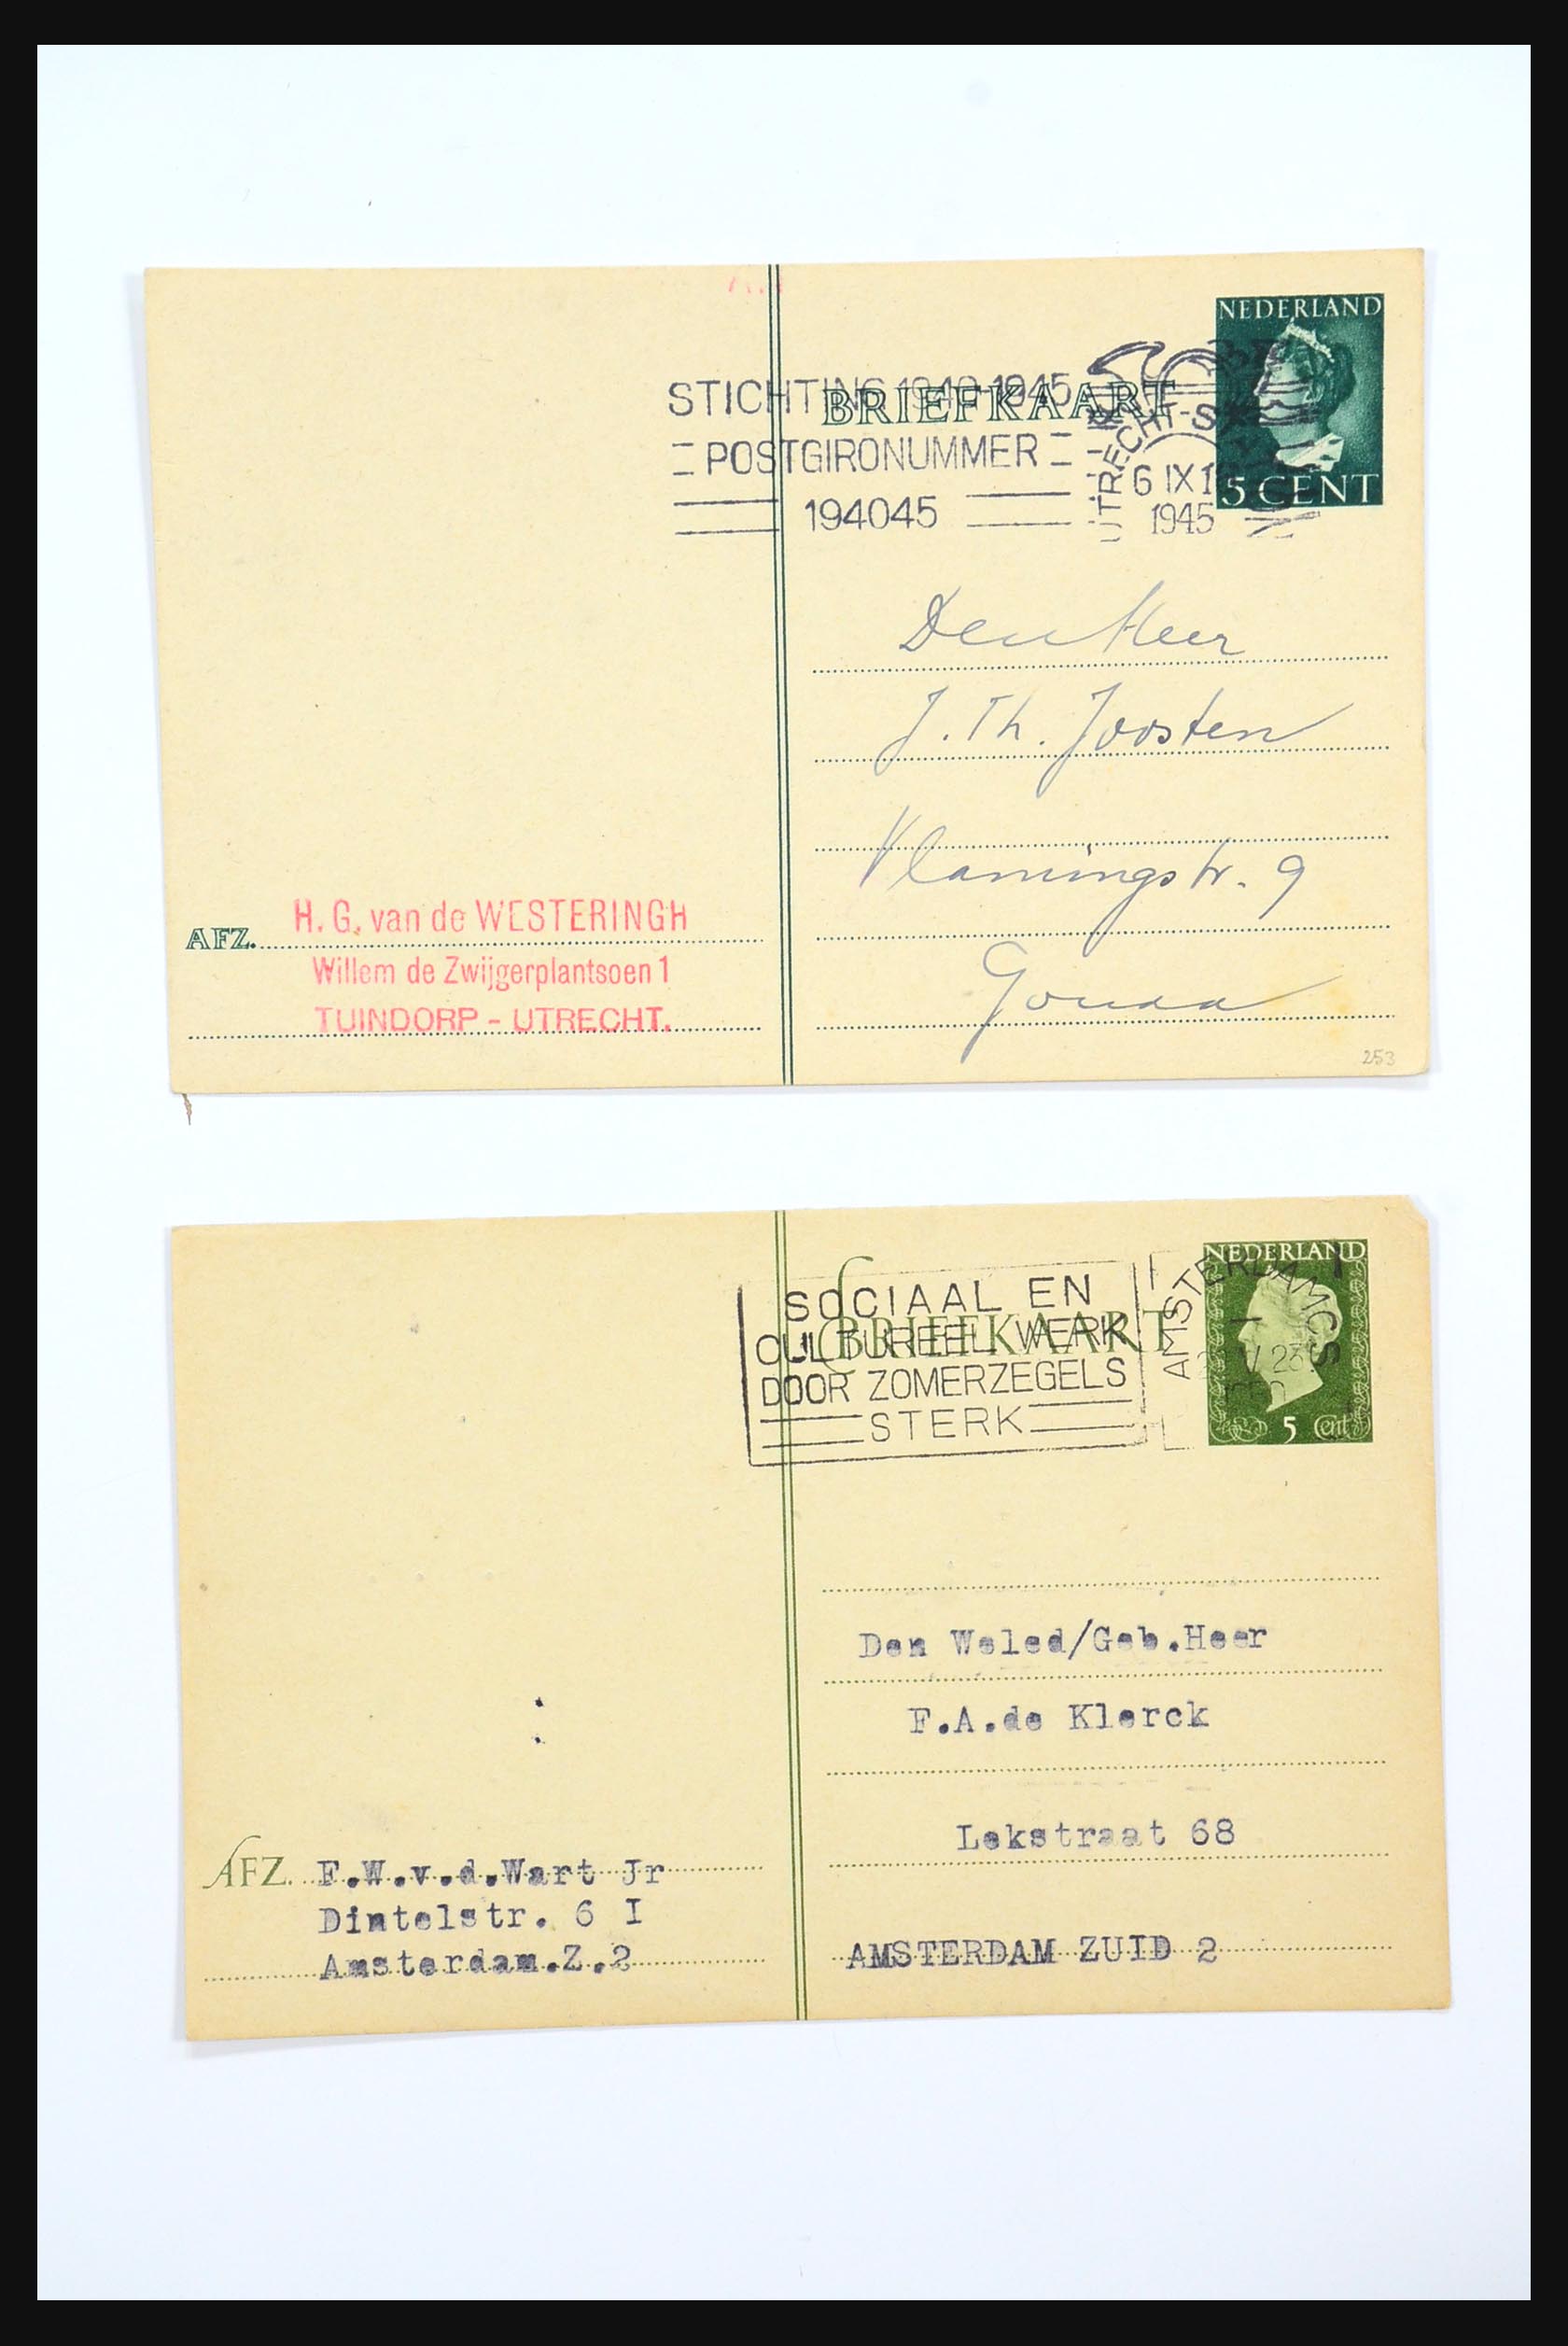 NEDERLAND
STICHTING 1940-1945
BRIEFKAART
POSTGIRONUMMER
194045
UTRECHT-S
6 IX 1
1945
5 CENT
Den Heer
J. Th. Joosten
Vlamingstr. 9
Gouda
AFZ.
H. G. van de WESTERINGH
Willem de Zwijgerplantsoen 1
TUINDORP - UTRECHT.
253
NEDERLAND
AMSTERDAM CS
SOCIAAL EN
CULTUREEL WERK
BRIEFKAART
DOOR ZOMERZEGELS
STERK
5 Cent
Den Weled/Geb.Heer
F.A.de Klerck
Lekstraat 68
AMSTERDAM ZUID 2
AFZ. F.W.v.d.Wart Jr
Dintelstr. 6 I
Amsterdam.Z.2